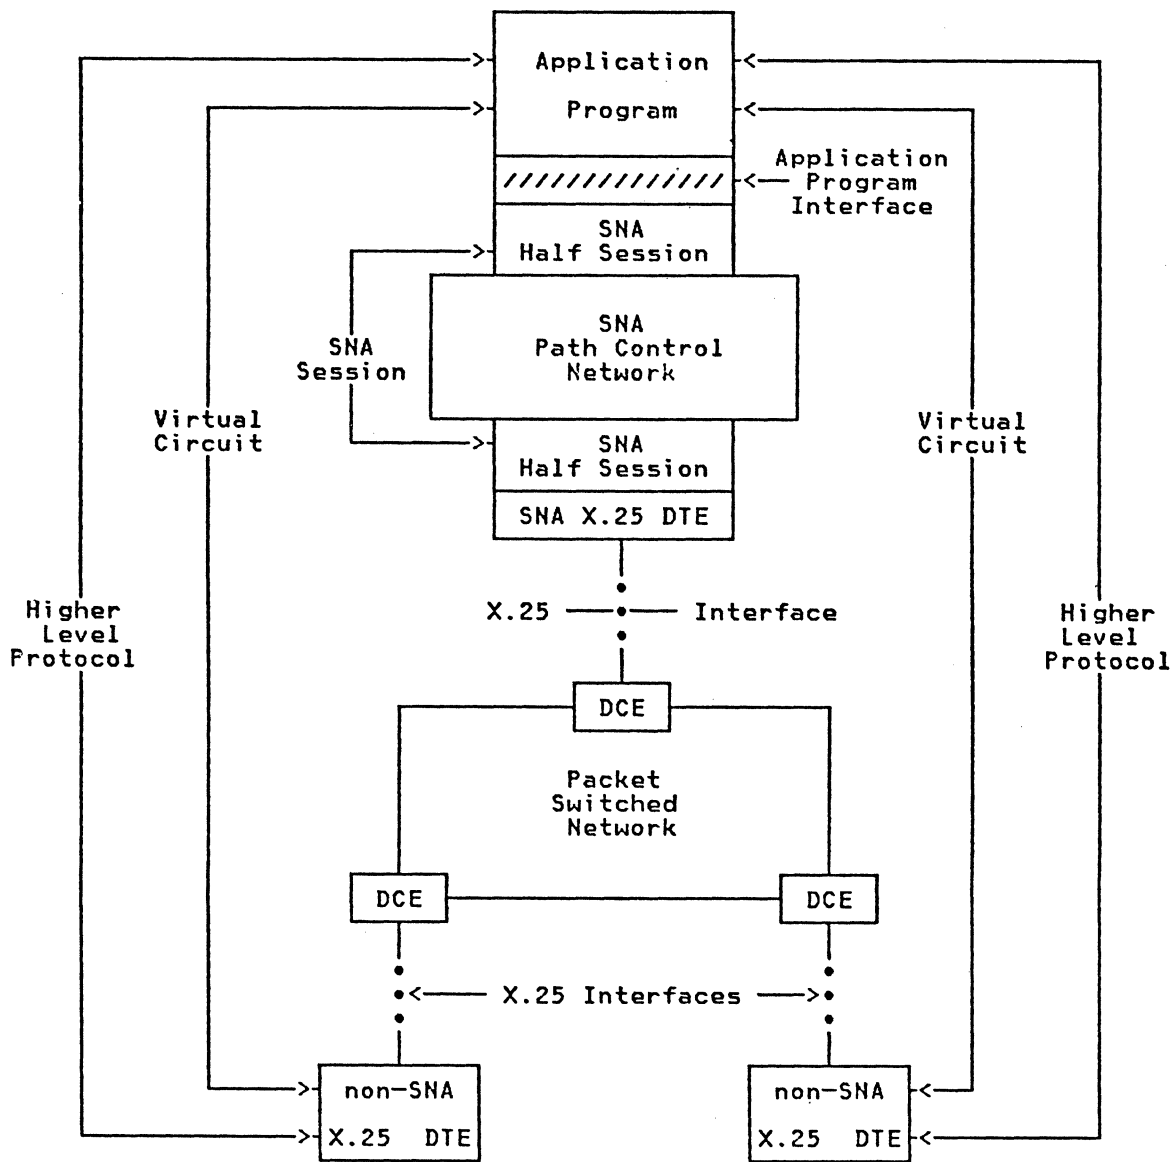 Application
Program
Application
Program
Interface
//////////////
SNA
Half Session
SNA
Path Control
Network
SNA
Session
Virtual
Circuit
Virtual
Circuit
SNA
Half Session
SNA X.25 DTE
X.25 Interface
Higher
Level
Protocol
Higher
Level
Protocol
DCE
Packet
Switched
Network
DCE
DCE
X.25 Interfaces
non-SNA
X.25 DTE
non-SNA
X.25 DTE